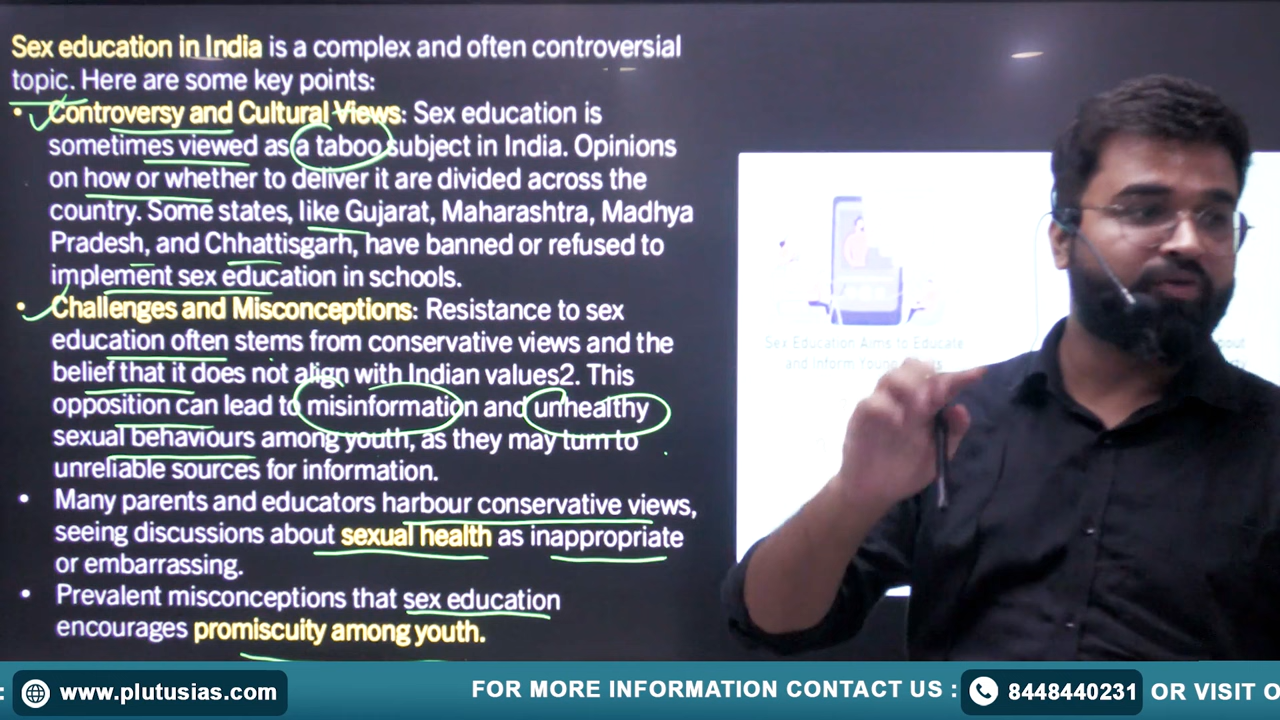 Sex education in India is a complex and often controversial
topic. Here are some key points:
• Controversy and Cultural Views: Sex education is
sometimes viewed as a taboo subject in India. Opinions
on how or whether to deliver it are divided across the
country. Some states, like Gujarat, Maharashtra, Madhya
Pradesh, and Chhattisgarh, have banned or refused to
implement sex education in schools.
• Challenges and Misconceptions: Resistance to sex
education often stems from conservative views and the
belief that it does not align with Indian values2. This
opposition can lead to misinformation and unhealthy
sexual behaviours among youth, as they may turn to
unreliable sources for information.
• Many parents and educators harbour conservative views,
seeing discussions about sexual health as inappropriate
or embarrassing.
• Prevalent misconceptions that sex education
encourages promiscuity among youth.
Sex Education Aims to Educate
and Inform Young
: www.plutusias.com
FOR MORE INFORMATION CONTACT US : 8448440231 OR VISIT O